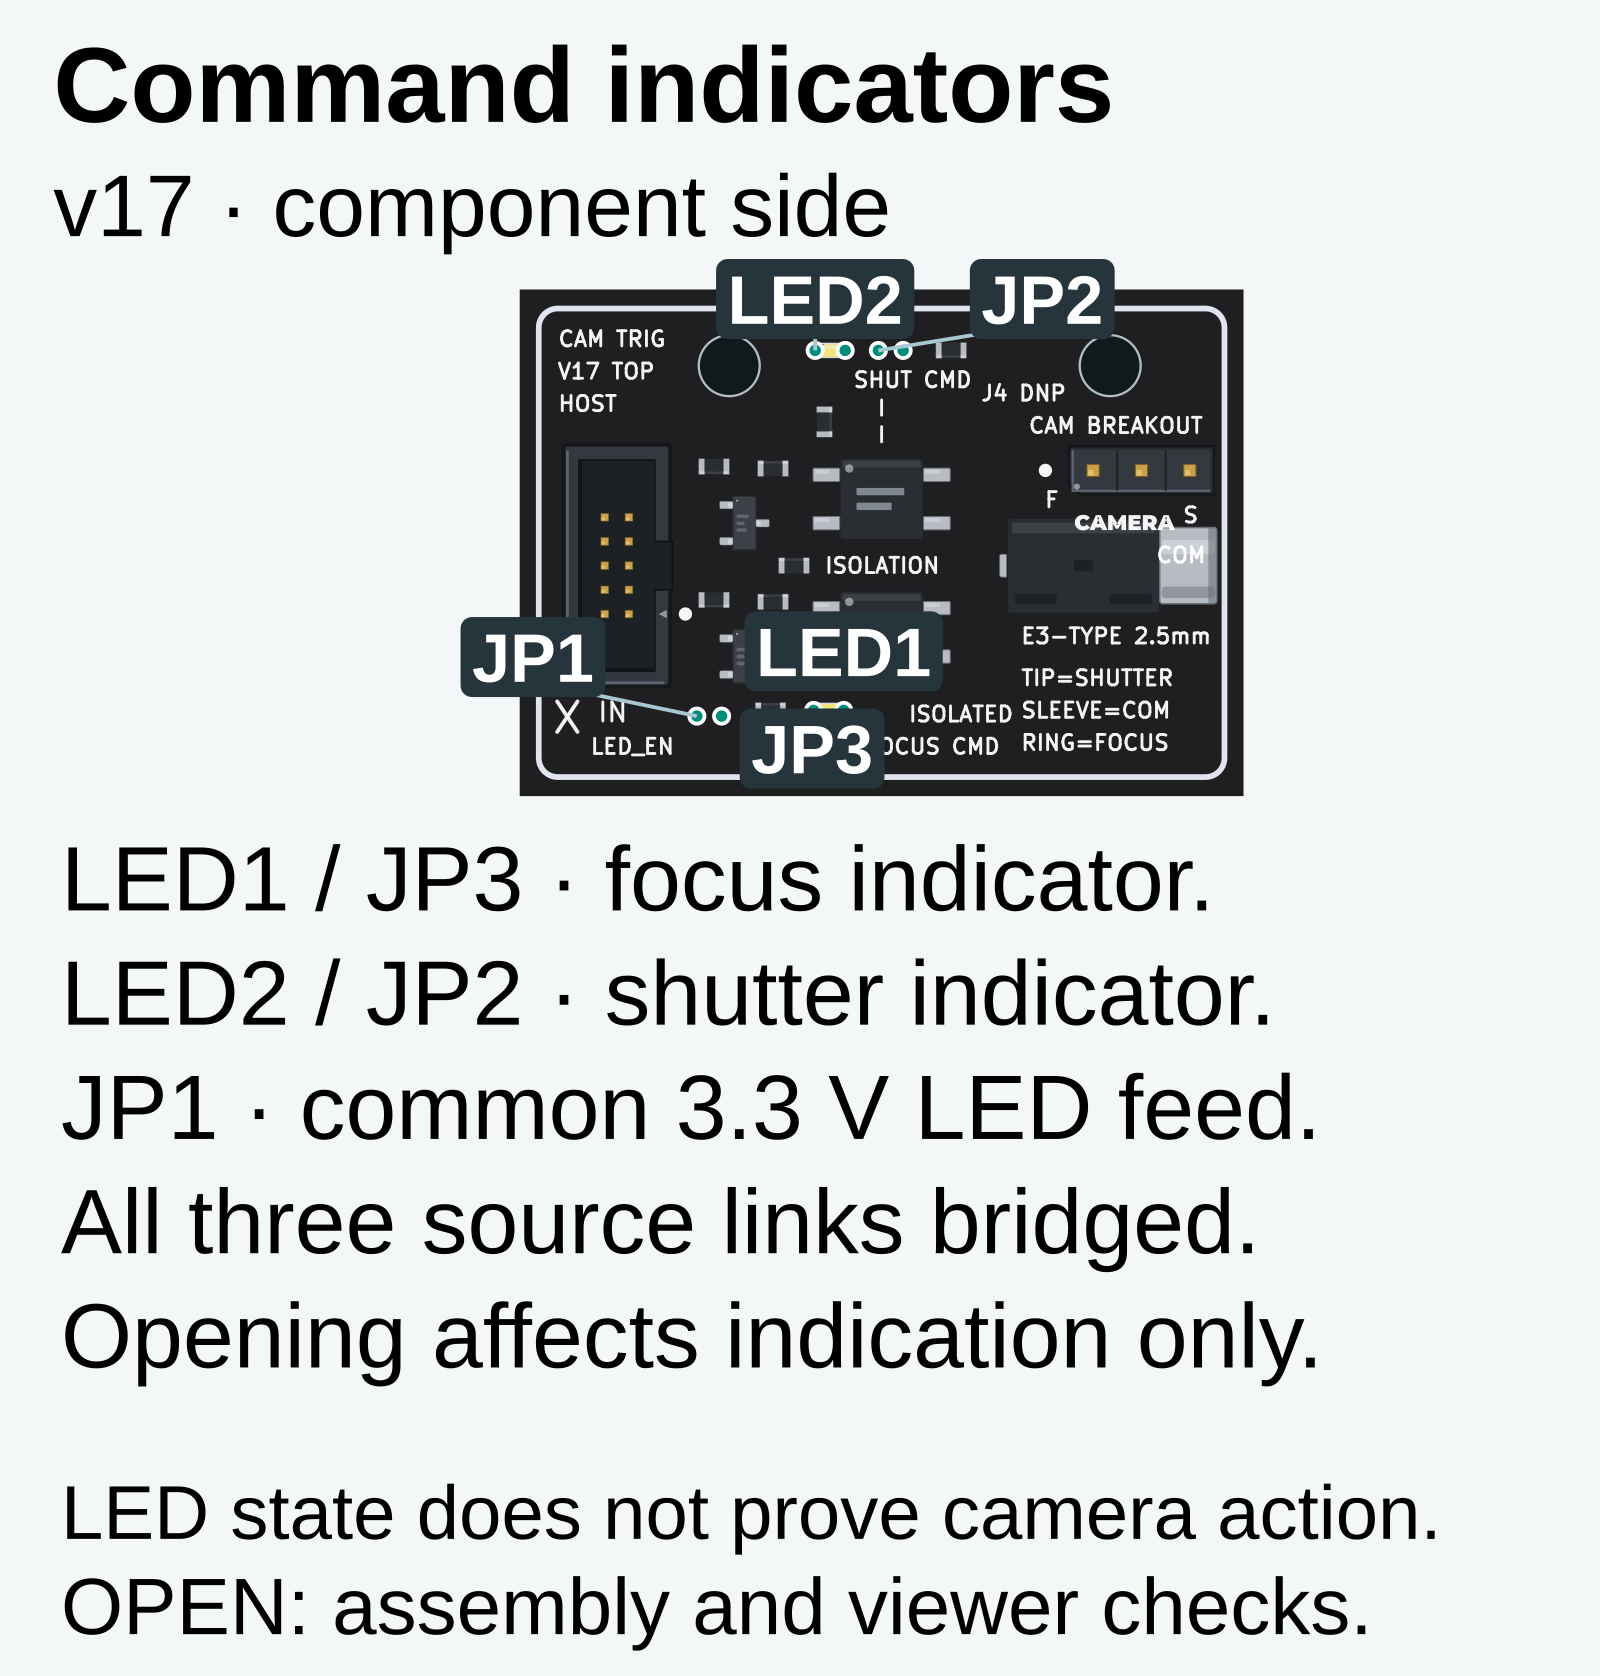 Command indicators
v17 · component side
LED2 JP2
CAM TRIG
V17 TOP
HOST
SHUT CMD
J4 DNP
CAM BREAKOUT
F
CAMERA S
COM
ISOLATION
E3-TYPE 2.5mm
JP1
LED1
TIP=SHUTTER
SLEEVE=COM
RING=FOCUS
IN
LED_EN
ISOLATED
JP3
CMD
LED1 / JP3 · focus indicator.
LED2 / JP2 · shutter indicator.
JP1 · common 3.3 V LED feed.
All three source links bridged.
Opening affects indication only.
LED state does not prove camera action.
OPEN: assembly and viewer checks.